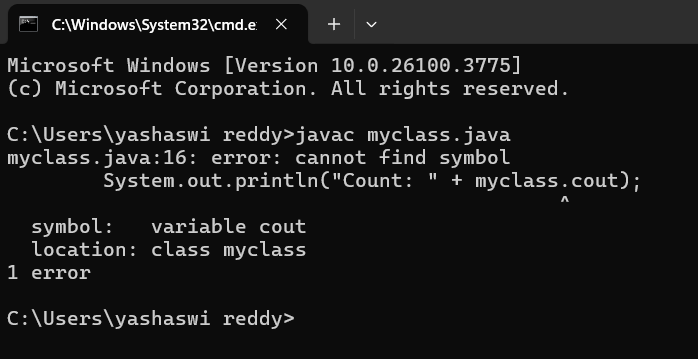 C:\Windows\System32\cmd.e
Microsoft Windows [Version 10.0.26100.3775]
(c) Microsoft Corporation. All rights reserved.
C:\Users\yashaswi reddy>javac myclass.java
myclass.java:16: error: cannot find symbol
        System.out.println("Count: " + myclass.cout);
                                              ^
  symbol:   variable cout
  location: class myclass
1 error
C:\Users\yashaswi reddy>